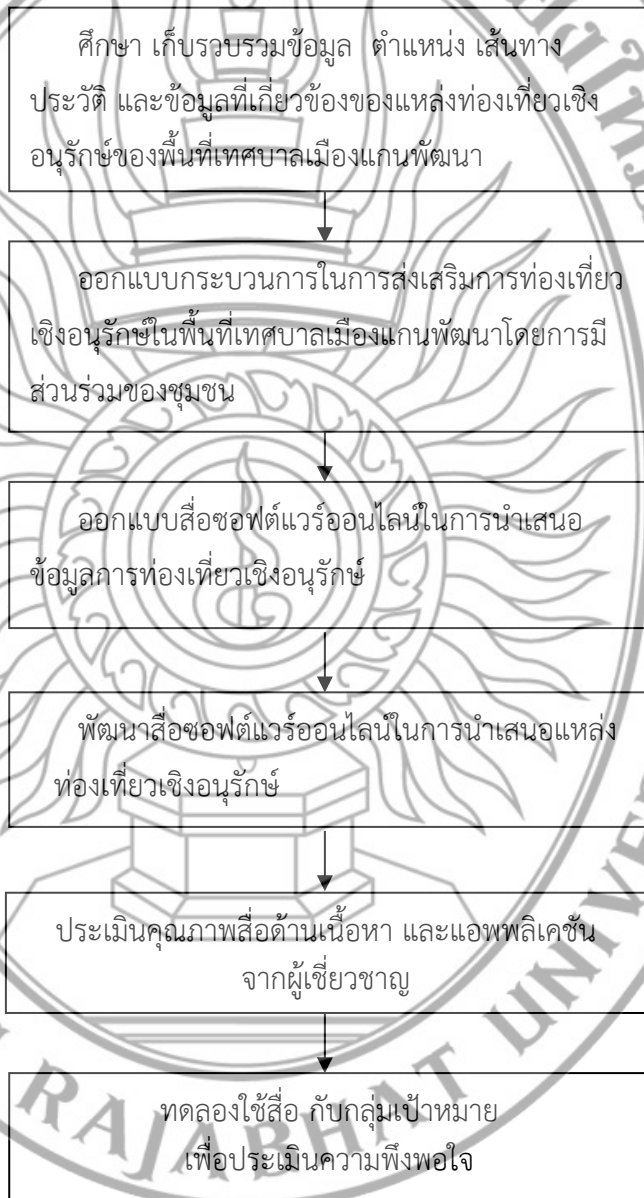 ศึกษา เก็บรวบรวมข้อมูล ตำแหน่ง เส้นทาง
ประวัติ และข้อมูลที่เกี่ยวข้องของแหล่งท่องเที่ยวเชิง
อนุรักษ์ของพื้นที่เทศบาลเมืองแกนพัฒนา
ออกแบบกระบวนการในการส่งเสริมการท่องเที่ยว
เชิงอนุรักษ์ในพื้นที่เทศบาลเมืองแกนพัฒนาโดยการมี
ส่วนร่วมของชุมชน
ออกแบบสื่อซอฟต์แวร์ออนไลน์ในการนำเสนอ
ข้อมูลการท่องเที่ยวเชิงอนุรักษ์
พัฒนาสื่อซอฟต์แวร์ออนไลน์ในการนำเสนอแหล่ง
ท่องเที่ยวเชิงอนุรักษ์
ประเมินคุณภาพสื่อด้านเนื้อหา และแอพพลิเคชัน
จากผู้เชี่ยวชาญ
ทดลองใช้สื่อ กับกลุ่มเป้าหมาย
เพื่อประเมินความพึงพอใจ
RAJABHAT UNIVE